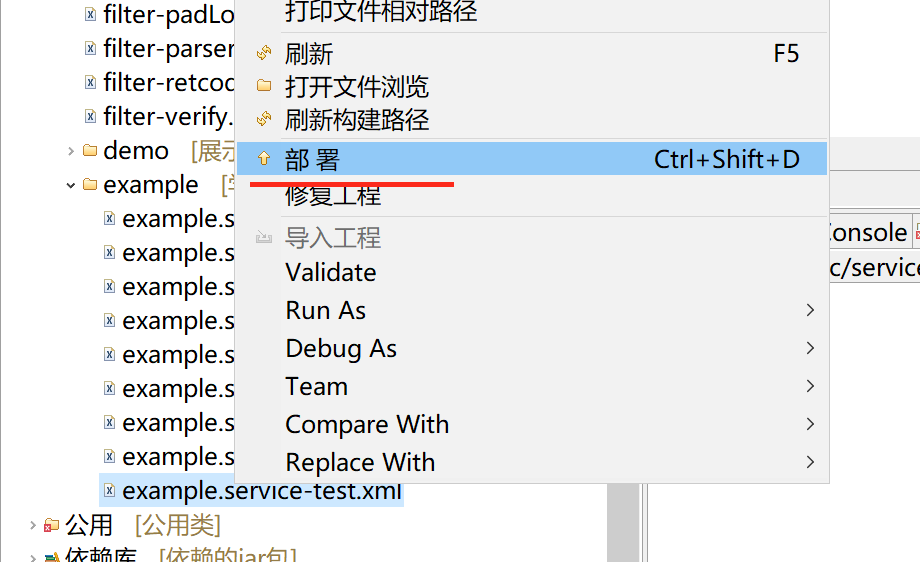 filter-padLo
打印文件相对路径
filter-parser
刷新 F5
filter-retcod
打开文件浏览
filter-verify.
刷新构建路径
demo [展示
部 署 Ctrl+Shift+D
example
修复工程
example.s
导入工程
onsole
example.s
Validate
c/service
example.s
Run As
example.s
Debug As
example.s
Team
example.s
Compare With
example.s
Replace With
example.s
example.service-test.xml
公用 [公用类]
依赖库 [依赖的jar包]